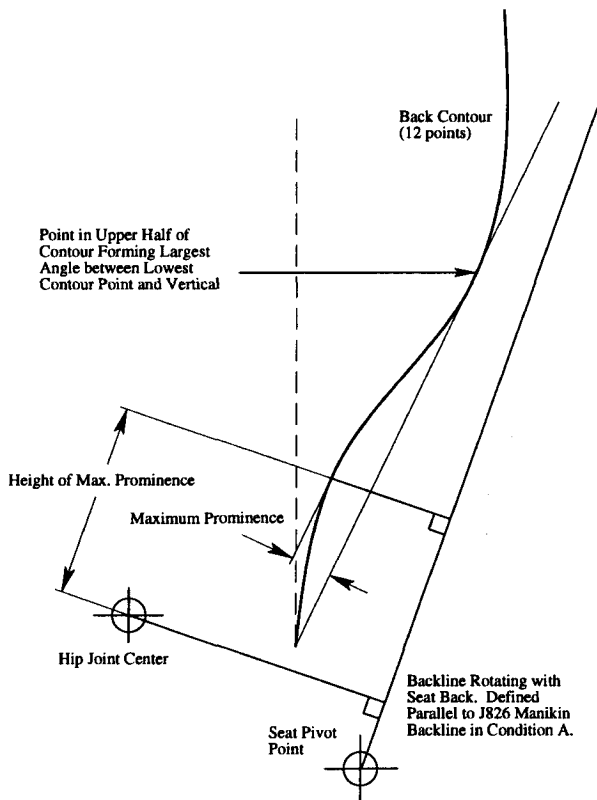 Back Contour
(12 points)
Point in Upper Half of
Contour Forming Largest
Angle between Lowest
Contour Point and Vertical
Height of Max. Prominence
Maximum Prominence
Hip Joint Center
Backline Rotating with
Seat Back. Defined
Parallel to J826 Manikin
Backline in Condition A.
Seat Pivot
Point